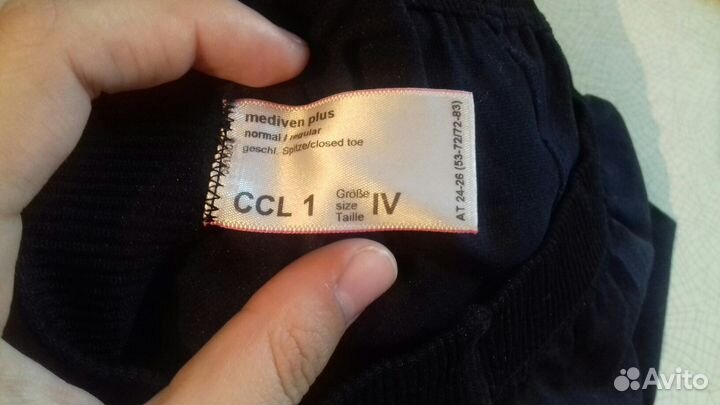 mediven plus
normal / regular
geschl. Spitze/closed toe
CCL 1
Größe
size
Taille
IV
AT 24-26 (53-72/72-83)
Avito